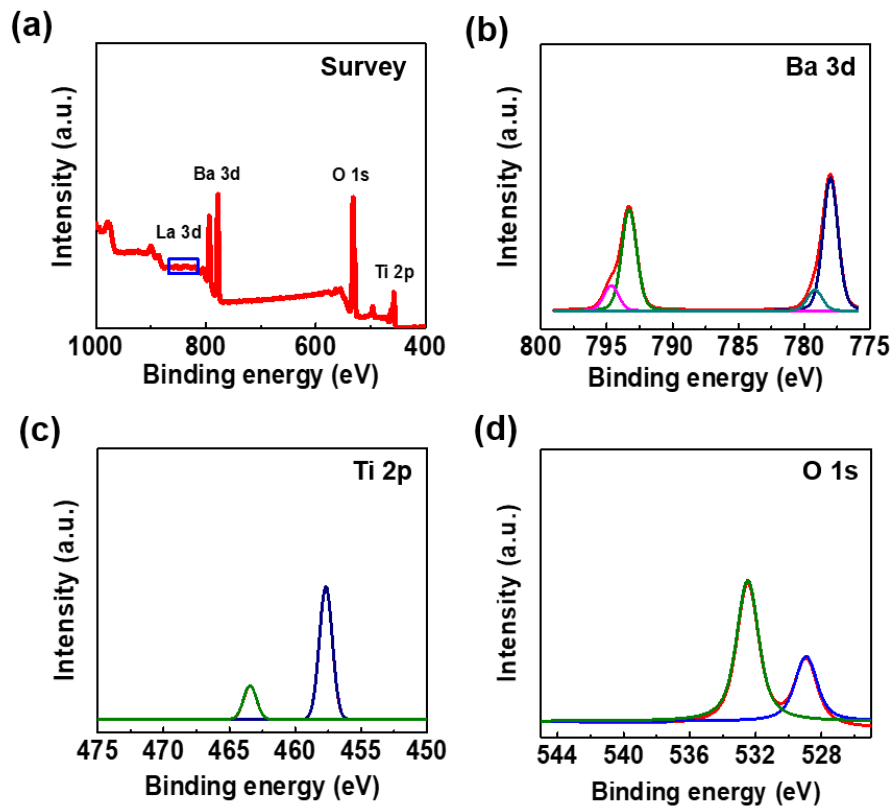 (a)
Survey
Intensity (a.u.)
La 3d
Ba 3d
O 1s
Ti 2p
1000 800 600 400
Binding energy (eV)
(b)
Ba 3d
Intensity (a.u.)
800 795 790 785 780 775
Binding energy (eV)
(c)
Ti 2p
Intensity (a.u.)
475 470 465 460 455 450
Binding energy (eV)
(d)
O 1s
Intensity (a.u.)
544 540 536 532 528
Binding energy (eV)